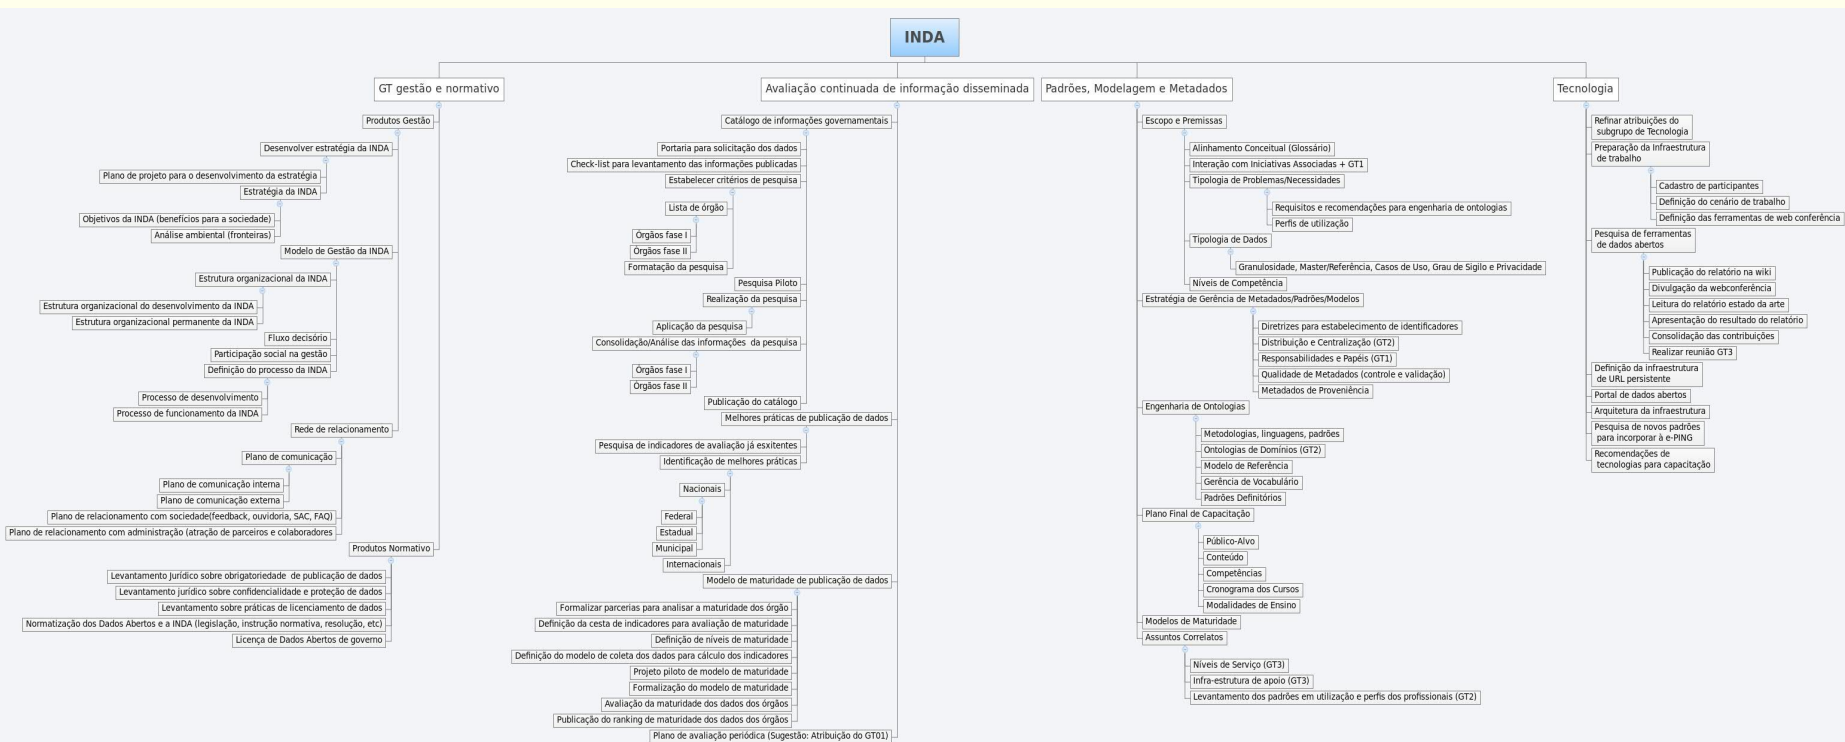 INDA
GT gestão e normativo
Produtos Gestão
Desenvolver estratégia da INDA
Plano de projeto para o desenvolvimento da estratégia
Estratégia da INDA
Objetivos da INDA (benefícios para a sociedade)
Análise ambiental (fronteiras)
Modelo de Gestão da INDA
Estrutura organizacional da INDA
Estrutura organizacional do desenvolvimento da INDA
Estrutura organizacional permanente da INDA
Fluxo decisório
Participação social na gestão
Definição do processo da INDA
Processo de desenvolvimento
Processo de funcionamento da INDA
Rede de relacionamento
Plano de comunicação
Plano de comunicação interna
Plano de comunicação externa
Plano de relacionamento com sociedade(feedback, ouvidoria, SAC, FAQ)
Plano de relacionamento com administração (atração de parceiros e colaboradores
Produtos Normativo
Levantamento Jurídico sobre obrigatoriedade  de publicação de dados
Levantamento jurídico sobre confidencialidade e proteção de dados
Levantamento sobre práticas de licenciamento de dados
Normatização dos Dados Abertos e a INDA (legislação, instrução normativa, resolução, etc)
Licença de Dados Abertos de governo
Avaliação continuada de informação disseminada
Catálogo de informações governamentais
Portaria para solicitação dos dados
Check-list para levantamento das informações publicadas
Estabelecer critérios de pesquisa
Lista de órgão
Órgãos fase I
Órgãos fase II
Formatação da pesquisa
Pesquisa Piloto
Realização da pesquisa
Aplicação da pesquisa
Consolidação/Análise das informações  da pesquisa
Órgãos fase I
Órgãos fase II
Publicação do catálogo
Melhores práticas de publicação de dados
Pesquisa de indicadores de avaliação já esxitentes
Identificação de melhores práticas
Nacionais
Federal
Estadual
Municipal
Internacionais
Modelo de maturidade de publicação de dados
Formalizar parcerias para analisar a maturidade dos órgão
Definição da cesta de indicadores para avaliação de maturidade
Definição de níveis de maturidade
Definição do modelo de coleta dos dados para cálculo dos indicadores
Projeto piloto de modelo de maturidade
Formalização do modelo de maturidade
Avaliação da maturidade dos dados dos órgãos
Publicação do ranking de maturidade dos dados dos órgãos
Plano de avaliação periódica (Sugestão: Atribuição do GT01)
Padrões, Modelagem e Metadados
Escopo e Premissas
Alinhamento Conceitual (Glossário)
Interação com Iniciativas Associadas + GT1
Tipologia de Problemas/Necessidades
Requisitos e recomendações para engenharia de ontologias
Perfis de utilização
Tipologia de Dados
Granulosidade, Master/Referência, Casos de Uso, Grau de Sigilo e Privacidade
Níveis de Competência
Estratégia de Gerência de Metadados/Padrões/Modelos
Diretrizes para estabelecimento de identificadores
Distribuição e Centralização (GT2)
Responsabilidades e Papéis (GT1)
Qualidade de Metadados (controle e validação)
Metadados de Proveniência
Engenharia de Ontologias
Metodologias, linguagens, padrões
Ontologias de Domínios (GT2)
Modelo de Referência
Gerência de Vocabulário
Padrões Definitórios
Plano Final de Capacitação
Público-Alvo
Conteúdo
Competências
Cronograma dos Cursos
Modalidades de Ensino
Modelos de Maturidade
Assuntos Correlatos
Níveis de Serviço (GT3)
Infra-estrutura de apoio (GT3)
Levantamento dos padrões em utilização e perfis dos profissionais (GT2)
Tecnologia
Refinar atribuições do
subgrupo de Tecnologia
Preparação da Infraestrutura
de trabalho
Cadastro de participantes
Definição do cenário de trabalho
Definição das ferramentas de web conferência
Pesquisa de ferramentas
de dados abertos
Publicação do relatório na wiki
Divulgação da webconferência
Leitura do relatório estado da arte
Apresentação do resultado do relatório
Consolidação das contribuições
Realizar reunião GT3
Definição da infraestrutura
de URL persistente
Portal de dados abertos
Arquitetura da infraestrutura
Pesquisa de novos padrões
para incorporar à e-PING
Recomendações de
tecnologias para capacitação